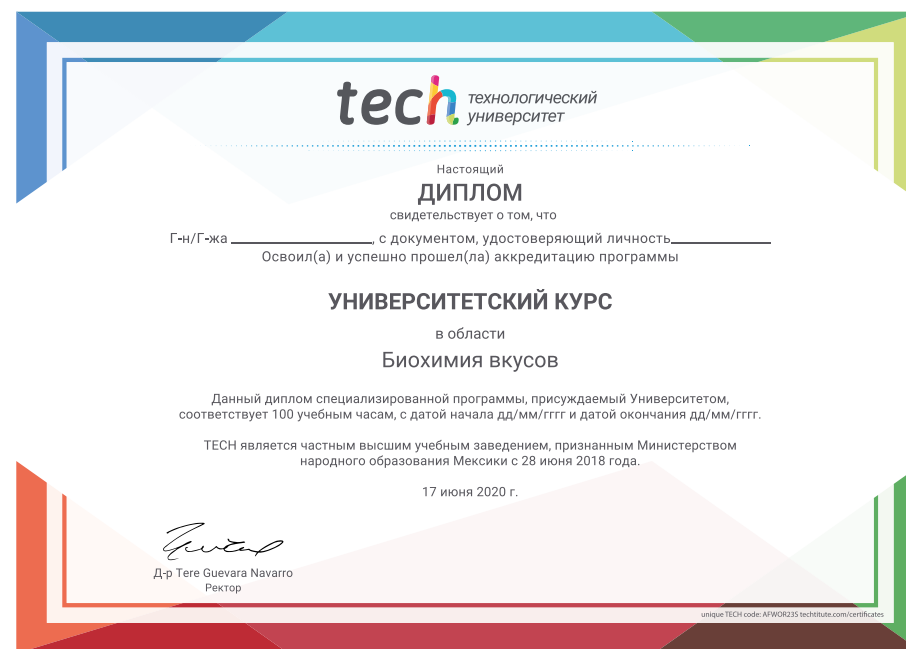 tech технологический
университет
Настоящий
ДИПЛОМ
свидетельствует о том, что
Г-н/Г-жа ____________________, с документом, удостоверяющий личность______________
Освоил(а) и успешно прошел(ла) аккредитацию программы
УНИВЕРСИТЕТСКИЙ КУРС
в области
Биохимия вкусов
Данный диплом специализированной программы, присуждаемый Университетом,
соответствует 100 учебным часам, с датой начала дд/мм/гггг и датой окончания дд/мм/гггг.
TECH является частным высшим учебным заведением, признанным Министерством
народного образования Мексики с 28 июня 2018 года.
17 июня 2020 г.
Д-р Tere Guevara Navarro
Ректор
unique TECH code: AFWOR23S techtitute.com/certificates